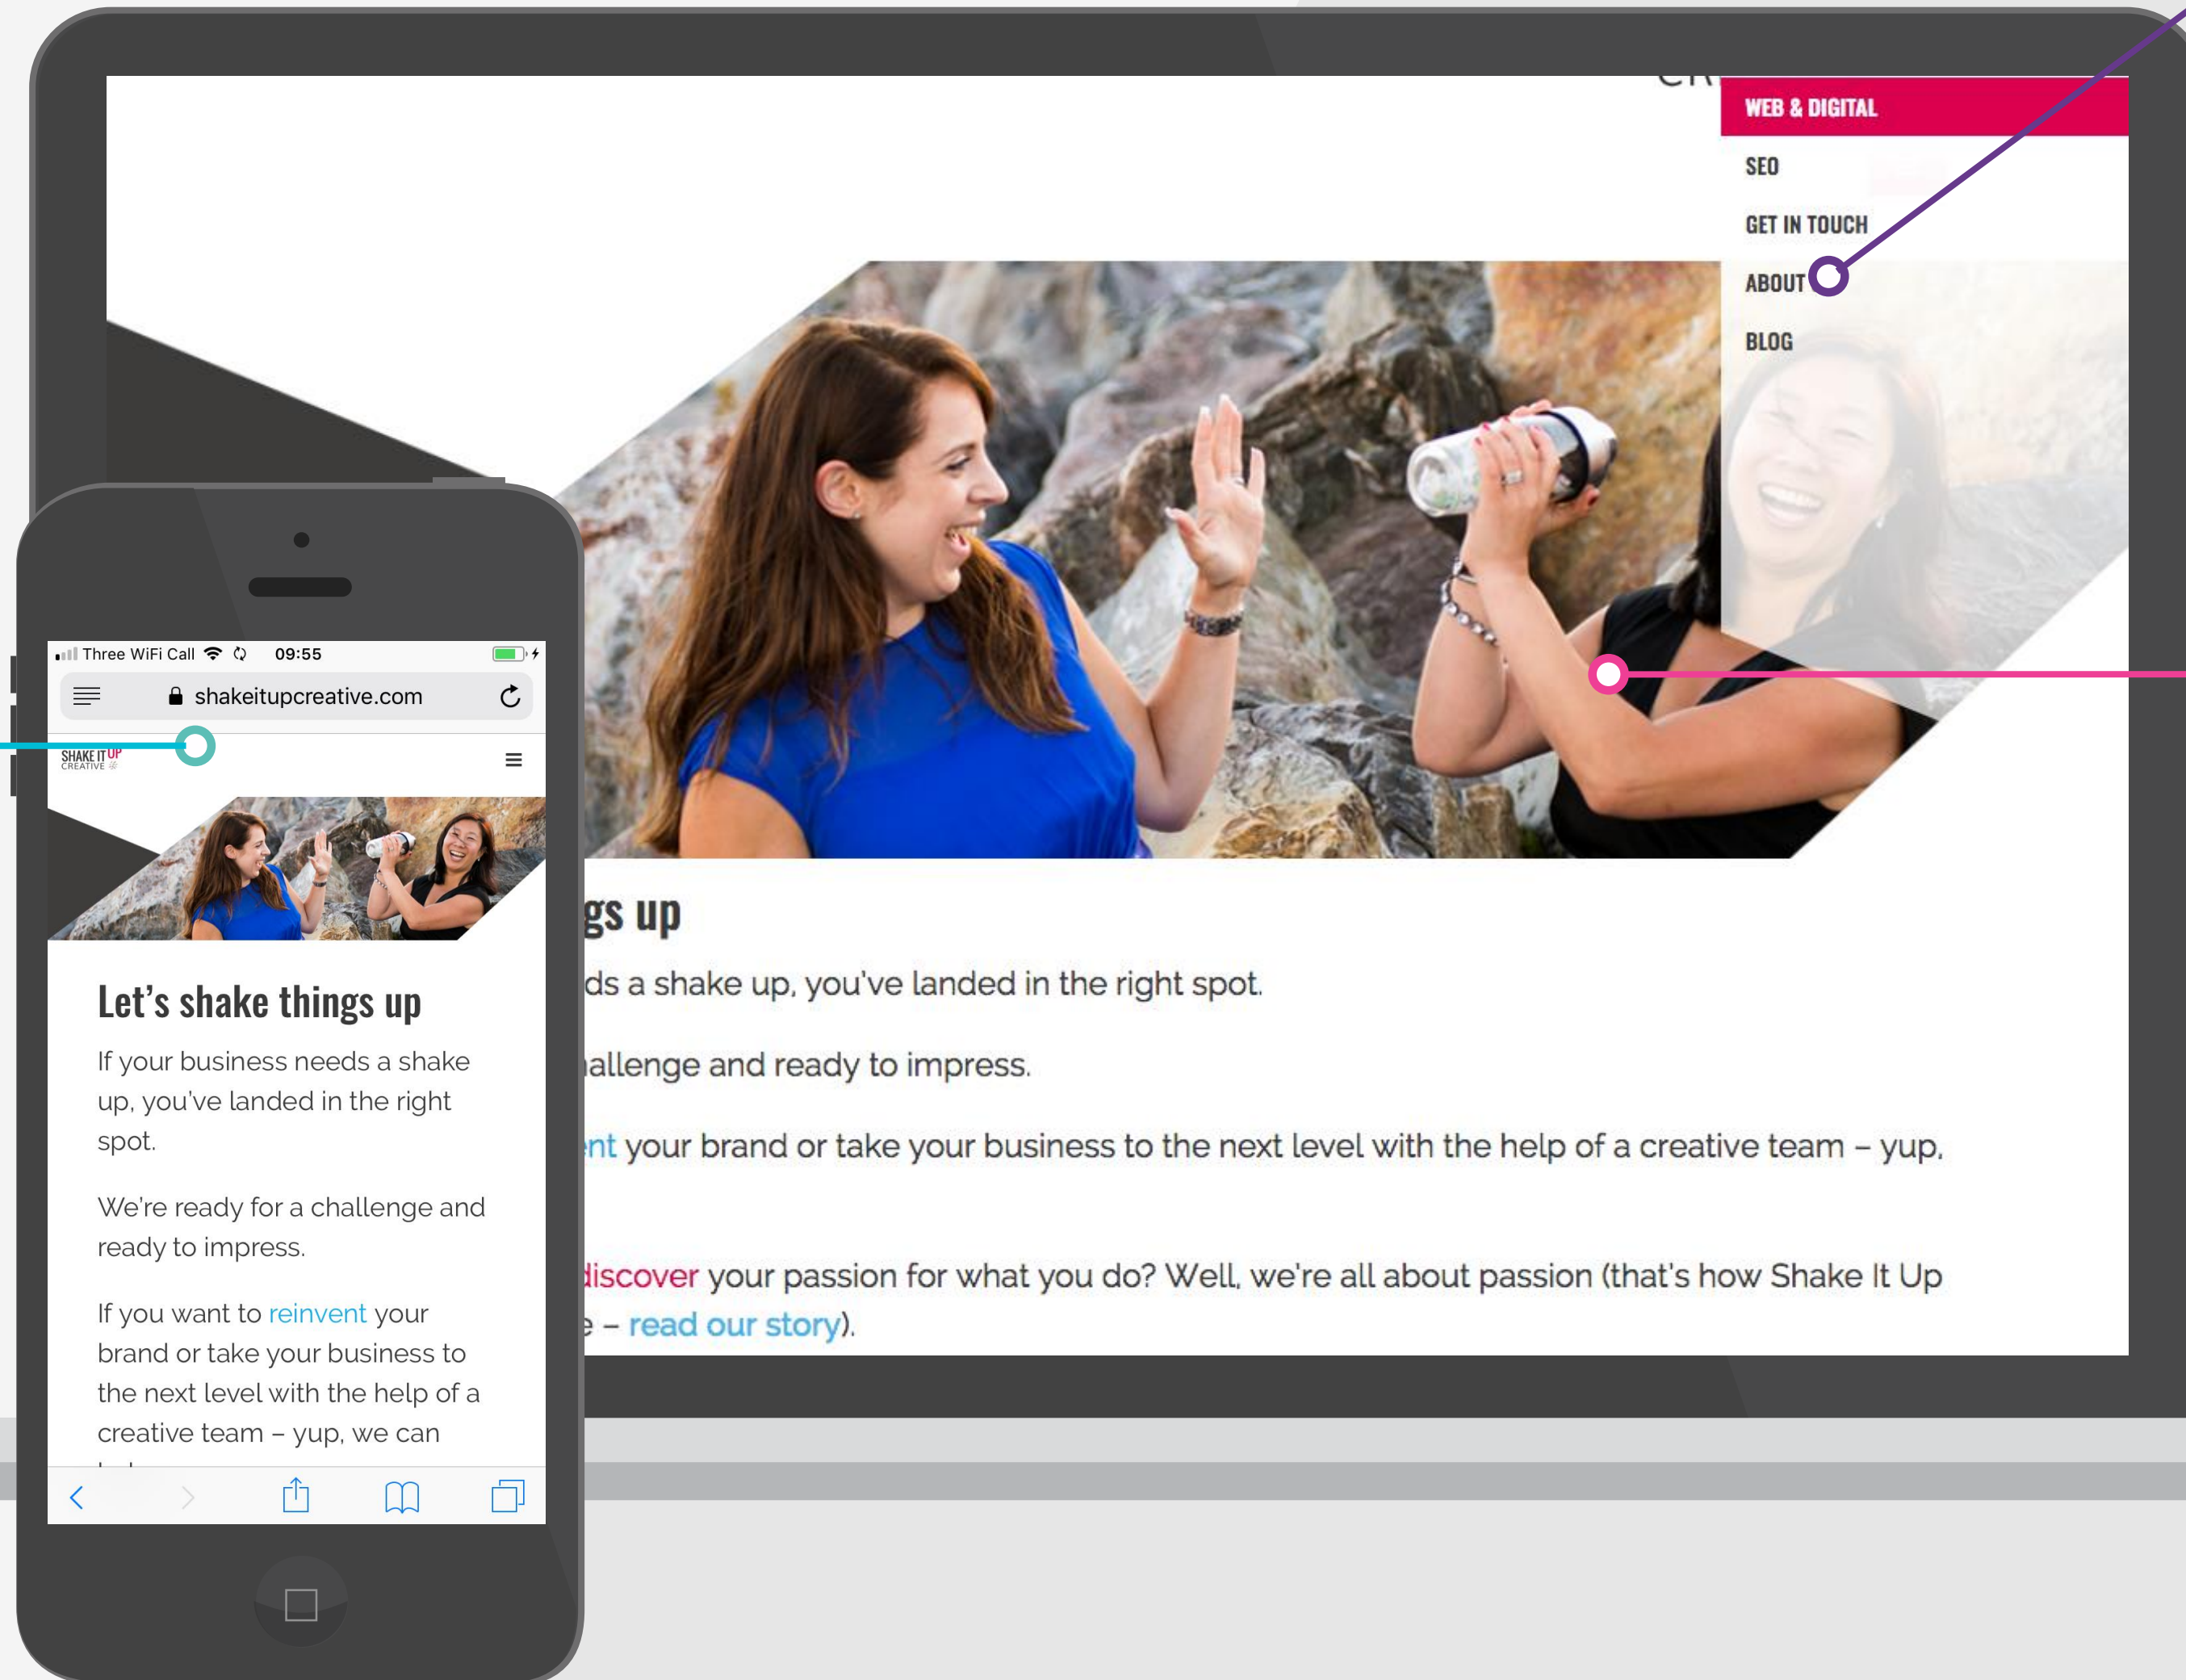 WEB & DIGITAL
SEO
GET IN TOUCH
ABOUT
BLOG
gs up
ds a shake up, you've landed in the right spot.
allenge and ready to impress.
nt your brand or take your business to the next level with the help of a creative team – yup,
discover your passion for what you do? Well, we're all about passion (that's how Shake It Up
e – read our story).
Three WiFi Call 09:55
shakeitupcreative.com
SHAKE IT UP
CREATIVE
Let's shake things up
If your business needs a shake
up, you've landed in the right
spot.
We're ready for a challenge and
ready to impress.
If you want to reinvent your
brand or take your business to
the next level with the help of a
creative team – yup, we can